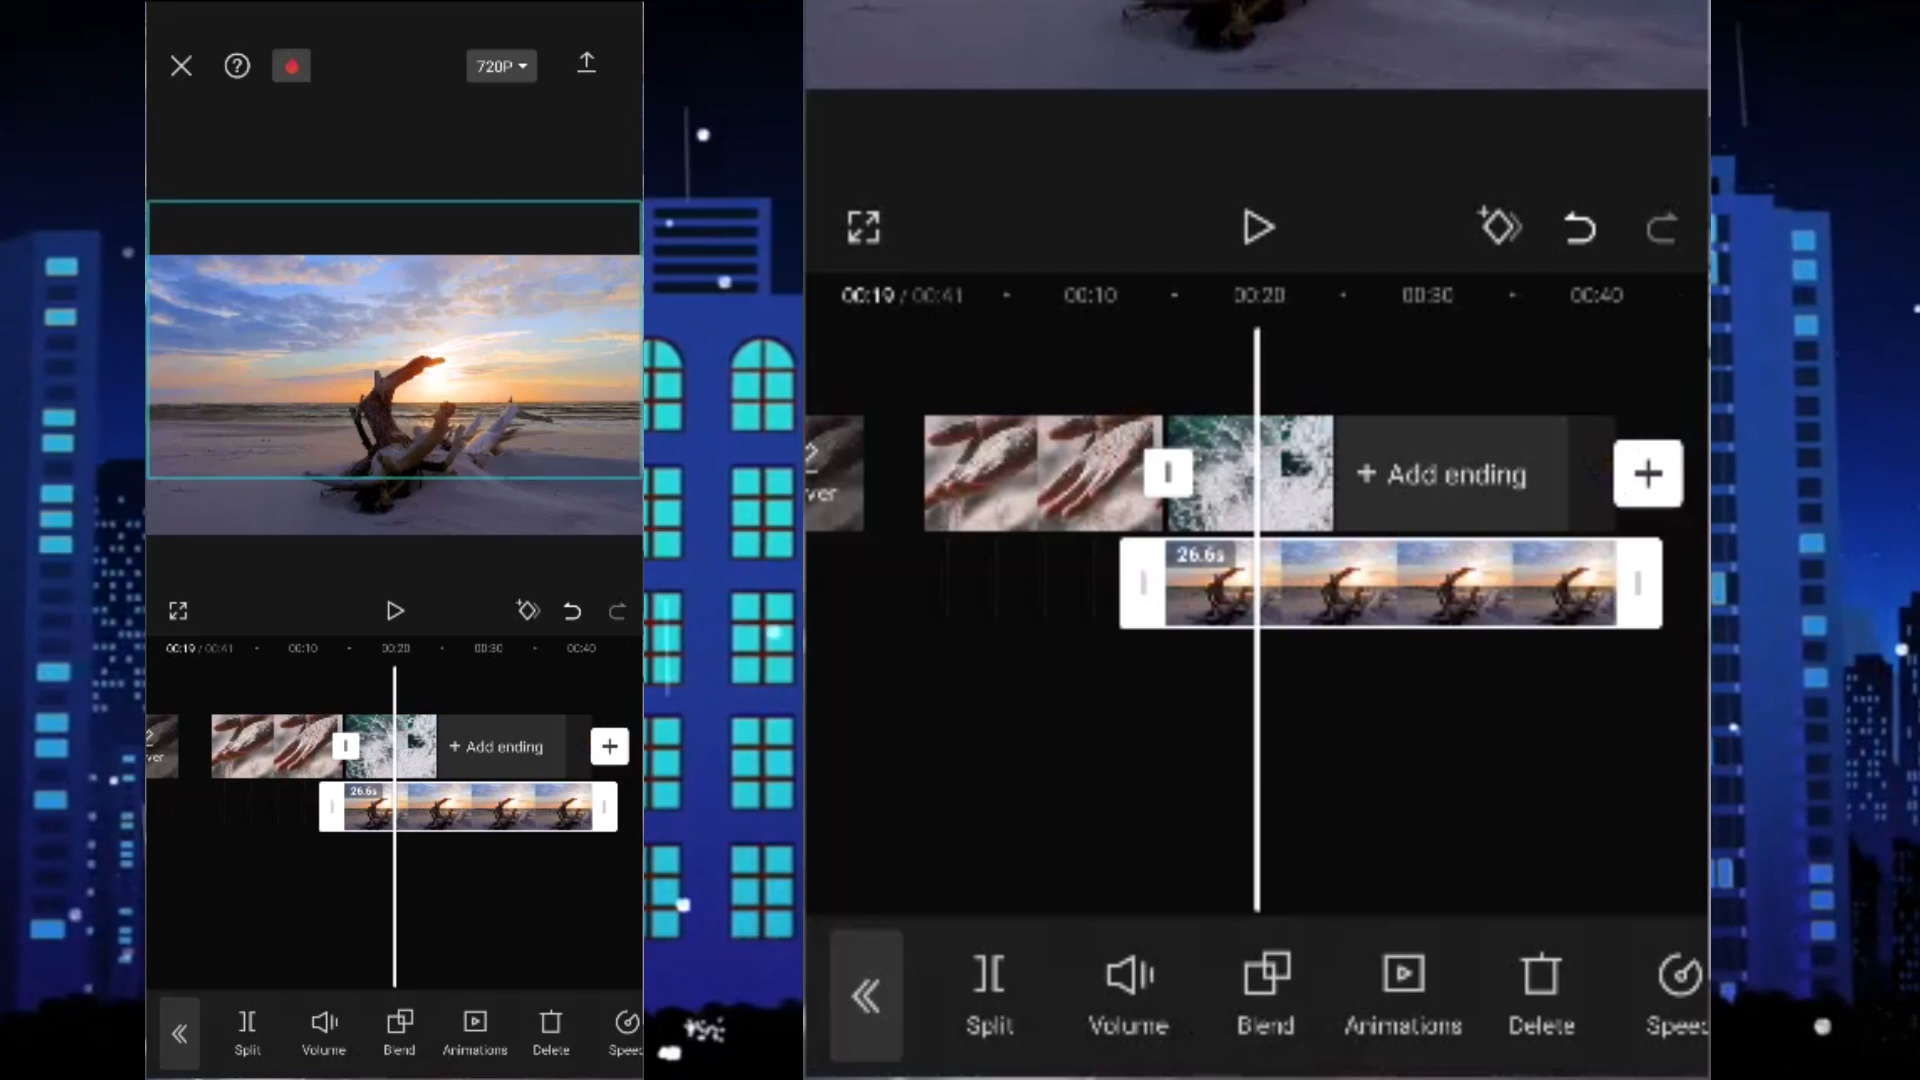 720P
00:19 / 00:41 00:10 00:20 00:30 00:40
ver
+ Add ending
26.6s
Split Volume Blend Animations Delete Speed
00:19 / 00:41 00:10 00:20 00:30 00:40
ver
+ Add ending
26.6s
Split Volume Blend Animations Delete Speed